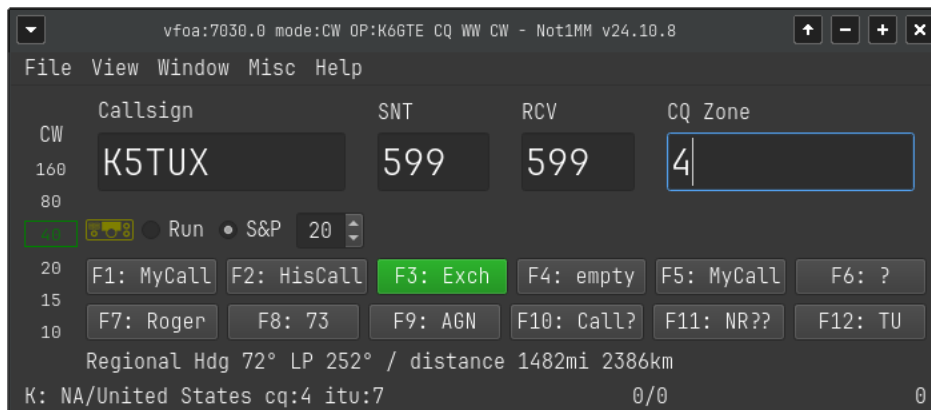 vfoa:7030.0 mode:CW OP:K6GTE CQ WW CW - Not1MM v24.10.8
File View Window Misc Help
Callsign SNT RCV CQ Zone
CW
K5TUX 599 599 4
160
80
40
Run S&P 20
20
F1: MyCall F2: HisCall F3: Exch F4: empty F5: MyCall F6: ?
15
F7: Roger F8: 73 F9: AGN F10: Call? F11: NR?? F12: TU
10
Regional Hdg 72° LP 252° / distance 1482mi 2386km
K: NA/United States cq:4 itu:7 0/0 0